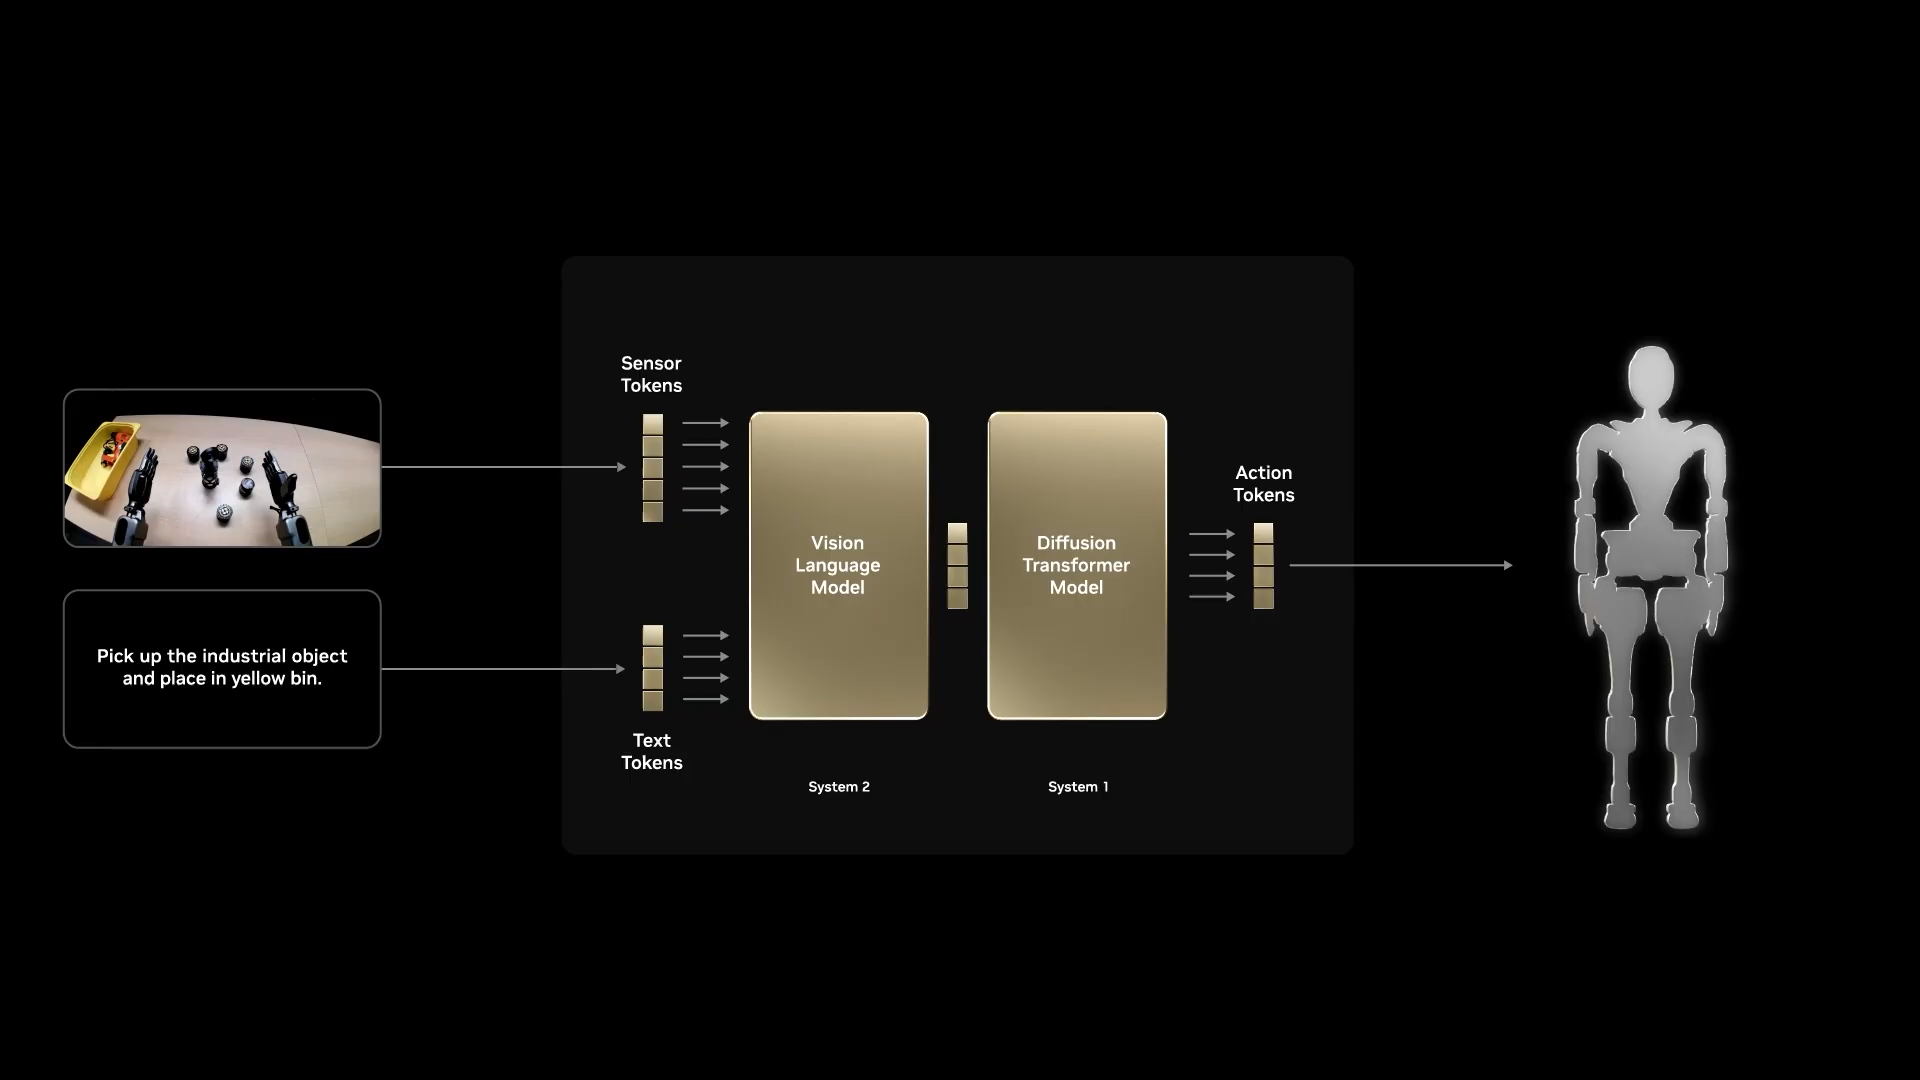 Sensor
Tokens
Pick up the industrial object
and place in yellow bin.
Text
Tokens
Vision
Language
Model
System 2
Diffusion
Transformer
Model
System 1
Action
Tokens